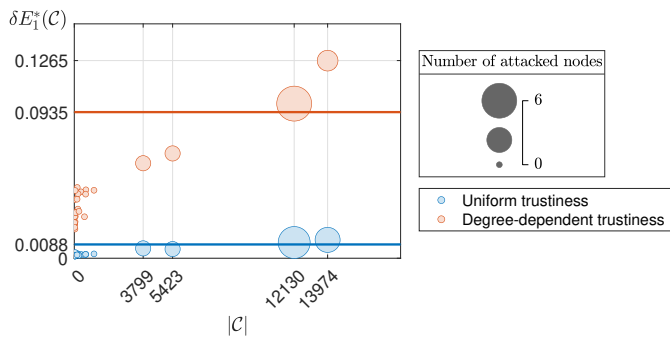 δE₁*(𝒞)
0.1265
0.0935
0.0088
0
0
3799
5423
12130
13974
|𝒞|
Number of attacked nodes
6
0
Uniform trustiness
Degree-dependent trustiness